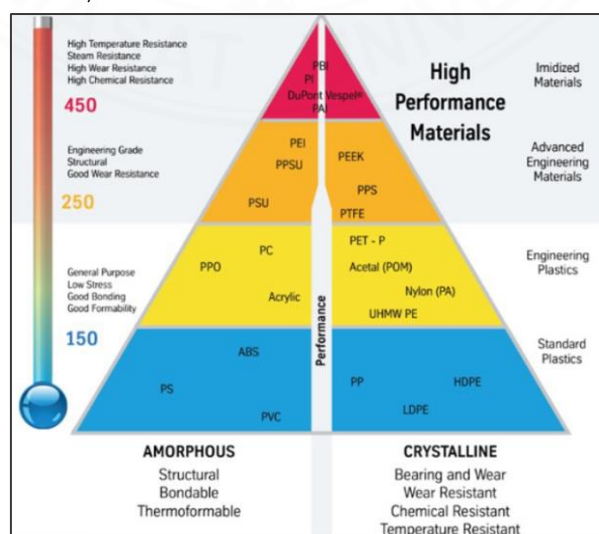 High Temperature Resistance
Steam Resistance
High Wear Resistance
High Chemical Resistance
450
Engineering Grade
Structural
Good Wear Resistance
250
General Purpose
Low Stress
Good Bonding
Good Formability
150
PBI
PI
DuPont Vespel®
PAI
High
Performance
Materials
Imidized
Materials
PEI
PPSU
PSU
PEEK
PPS
PTFE
Advanced
Engineering
Materials
PC
PPO
Acrylic
PET - P
Acetal (POM)
Nylon (PA)
UHMW PE
Engineering
Plastics
Performance
ABS
PS
PVC
PP
HDPE
LDPE
Standard
Plastics
AMORPHOUS
Structural
Bondable
Thermoformable
CRYSTALLINE
Bearing and Wear
Wear Resistant
Chemical Resistant
Temperature Resistant